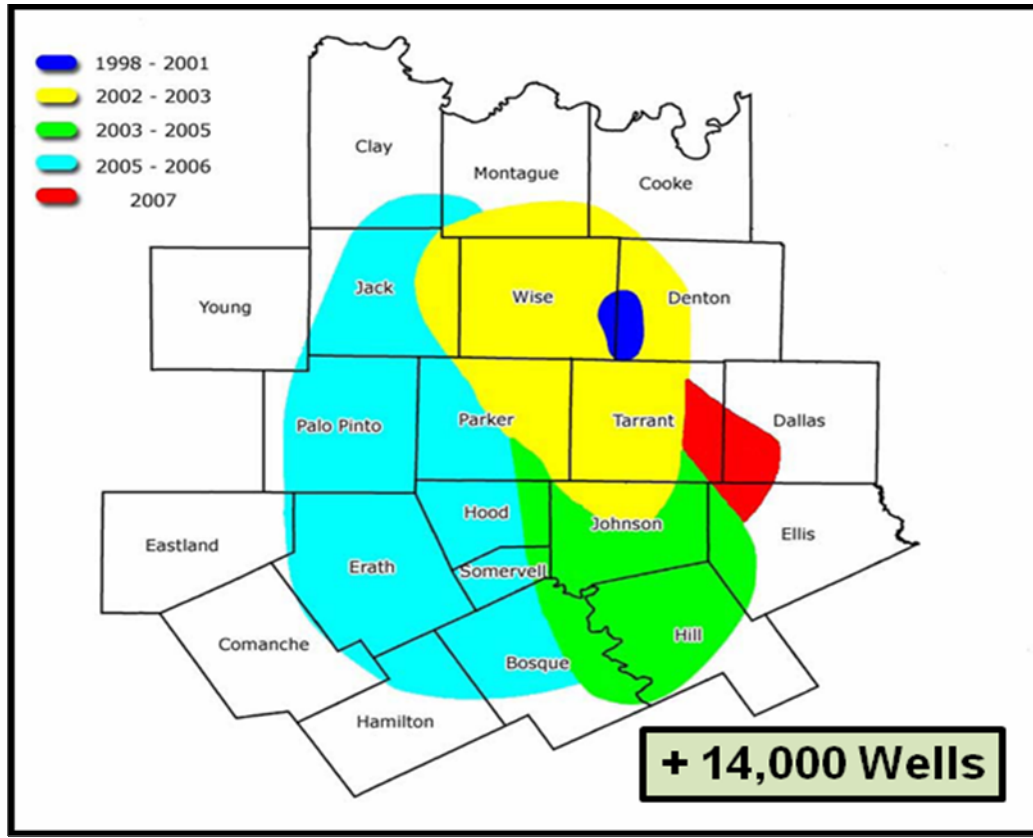 1998 - 2001
2002 - 2003
2003 - 2005
2005 - 2006
2007
Clay
Montague
Cooke
Young
Jack
Wise
Denton
Palo Pinto
Parker
Tarrant
Dallas
Eastland
Erath
Hood
Somervell
Johnson
Ellis
Comanche
Hamilton
Bosque
Hill
+ 14,000 Wells